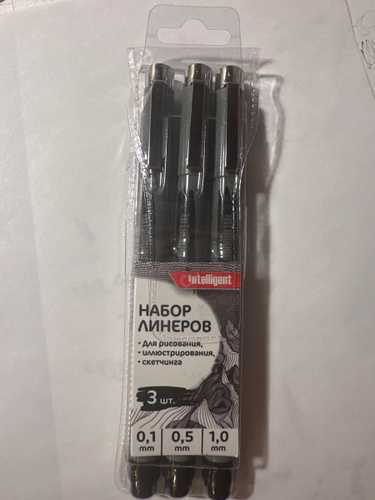 intelligent
НАБОР
ЛИНЕРОВ
• Для рисования,
• иллюстрирования,
• скетчинга
3 шт.
0,1 0,5 1,0
mm mm mm